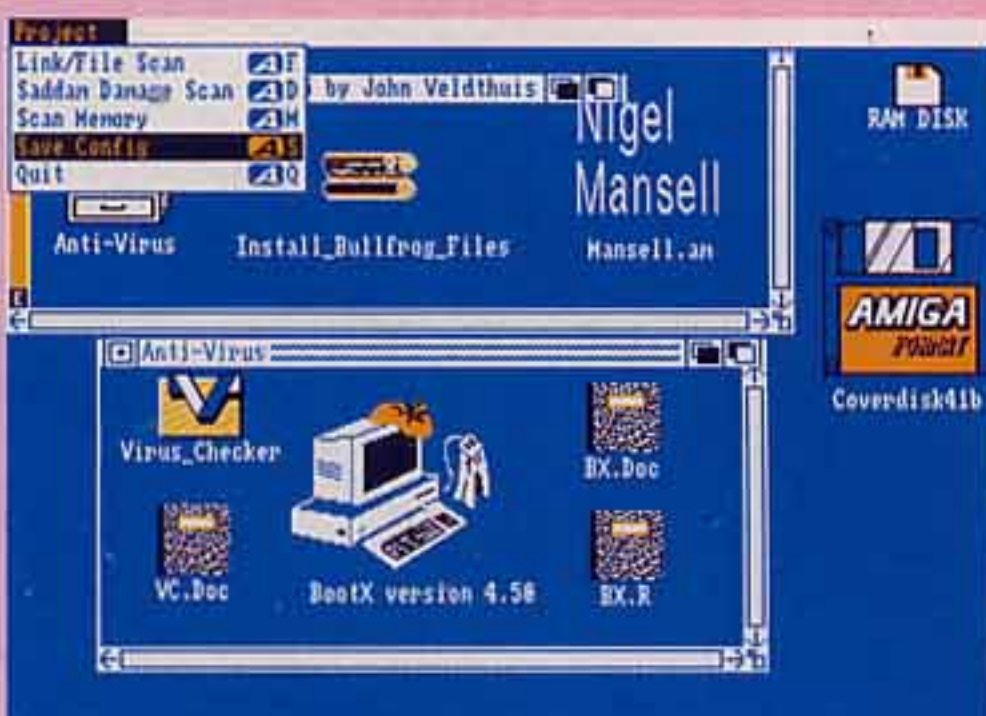 Project
Link/File Scan A F
Saddam Damage Scan A D
Scan Memory A M
Save Config A S
Quit A Q
by John Veldthuis
RAM DISK
Nigel
Mansell
Anti-Virus
Install_Bullfrog_Files
Mansell.am
E
AMIGA
POWER
Coverdisk41b
Anti-Virus
Virus_Checker
BX.Doc
VC.Doc
BootX version 4.50
BX.R